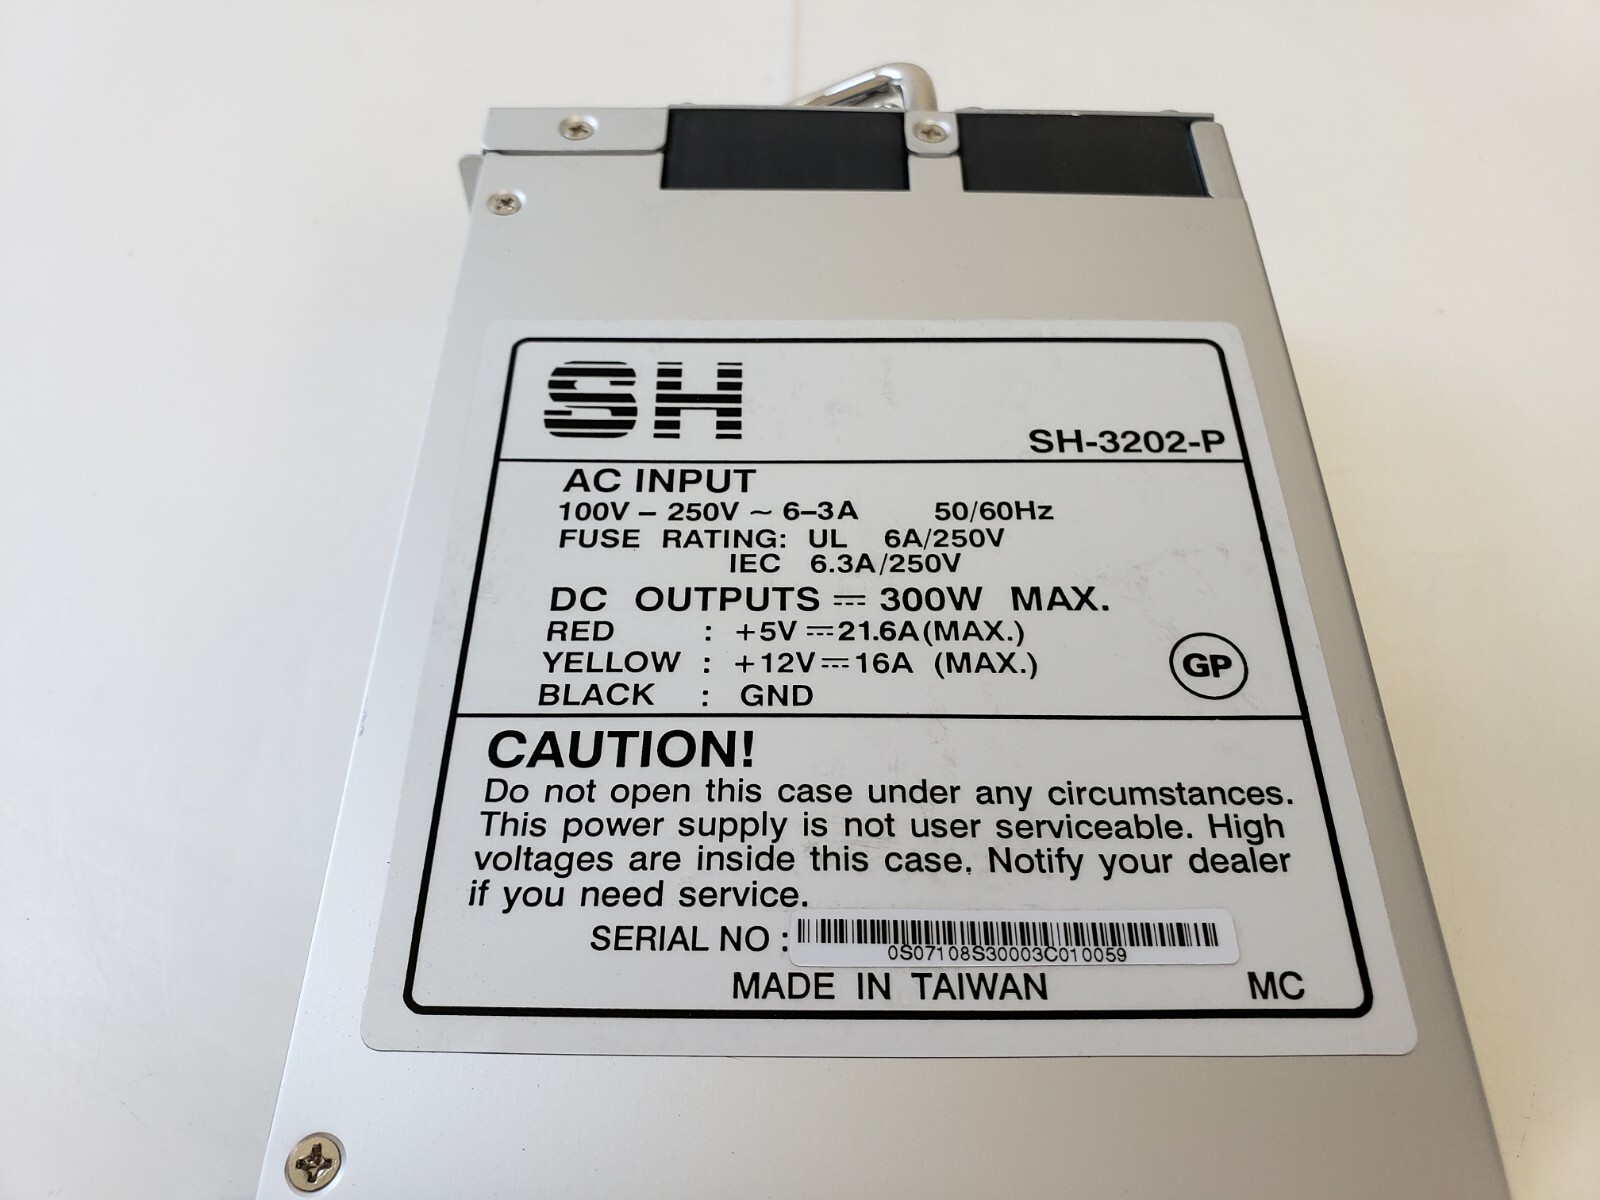 SH
SH-3202-P
AC INPUT
100V – 250V ~ 6–3A 50/60Hz
FUSE RATING: UL 6A/250V
IEC 6.3A/250V
DC OUTPUTS ⎓ 300W MAX.
RED : +5V ⎓ 21.6A(MAX.)
YELLOW : +12V ⎓ 16A (MAX.)
BLACK : GND
GP
CAUTION!
Do not open this case under any circumstances.
This power supply is not user serviceable. High
voltages are inside this case. Notify your dealer
if you need service.
SERIAL NO :
0S07108S30003C010059
MADE IN TAIWAN MC